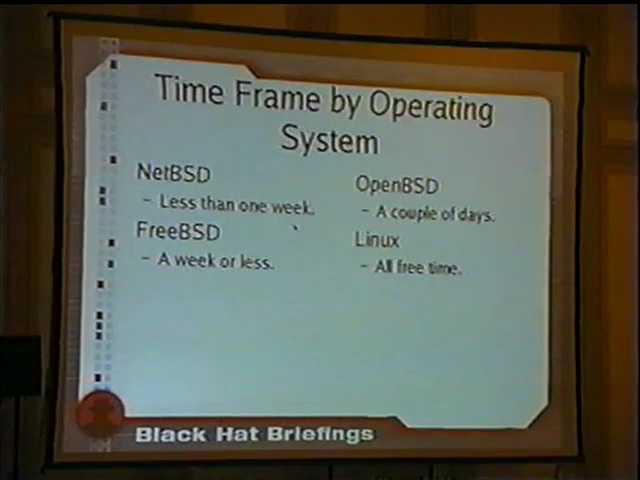 Time Frame by Operating
System
NetBSD
– Less than one week.
FreeBSD
– A week or less.
OpenBSD
– A couple of days.
Linux
– All free time.
Black Hat Briefings